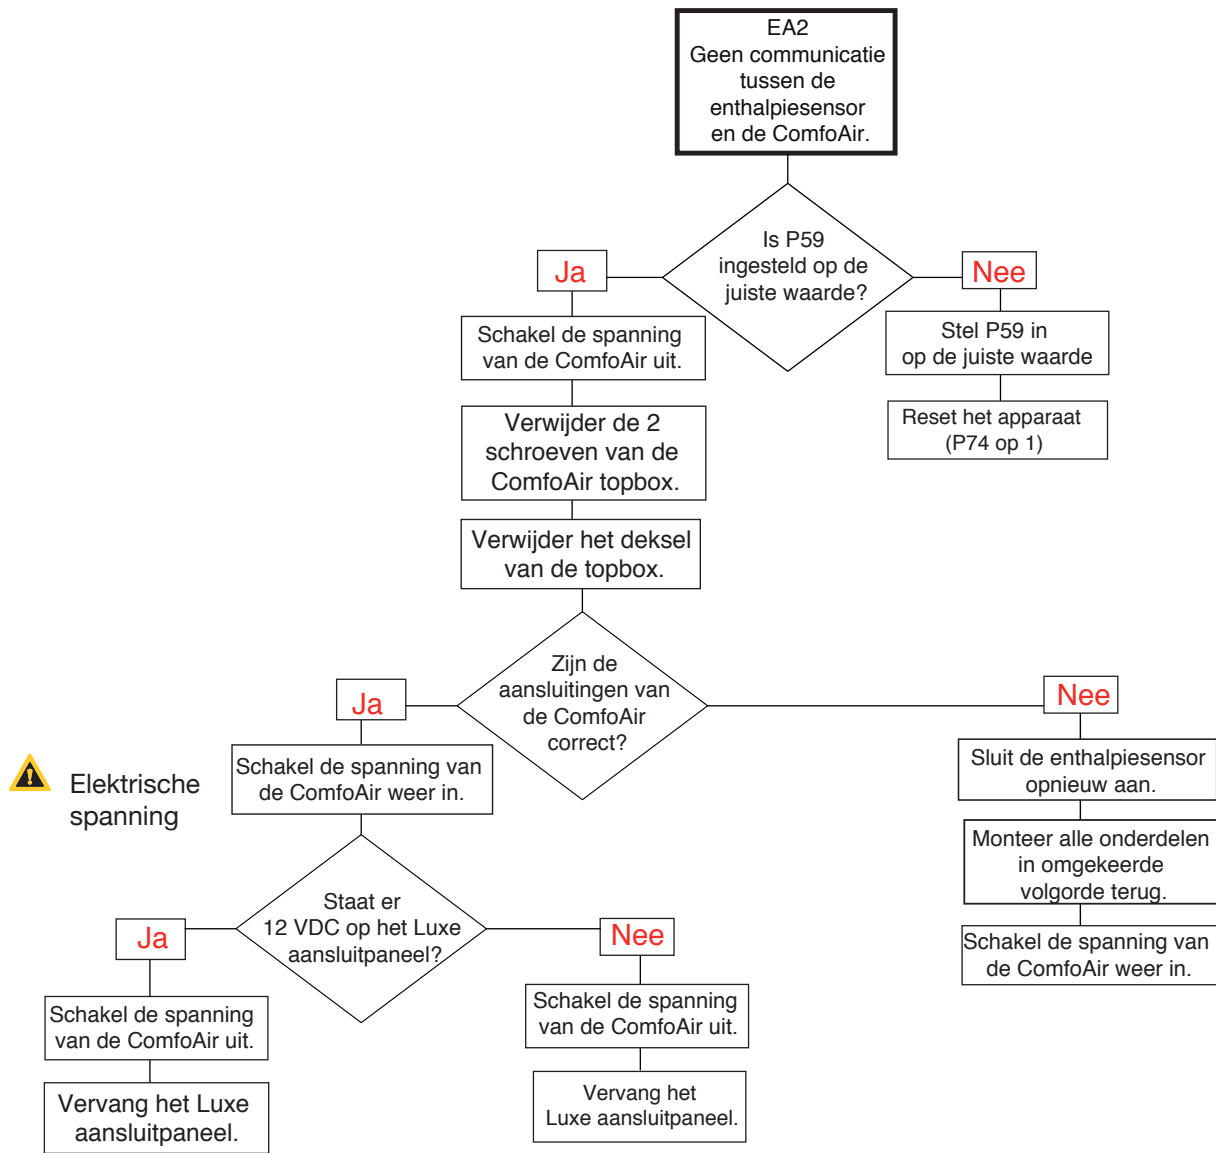 EA2
Geen communicatie
tussen de
enthalpiesensor
en de ComfoAir.
Is P59
ingesteld op de
juiste waarde?
Ja
Nee
Schakel de spanning
van de ComfoAir uit.
Stel P59 in
op de juiste waarde
Verwijder de 2
schroeven van de
ComfoAir topbox.
Reset het apparaat
(P74 op 1)
Verwijder het deksel
van de topbox.
Zijn de
aansluitingen van
de ComfoAir
correct?
Ja
Nee
Elektrische
spanning
Schakel de spanning van
de ComfoAir weer in.
Sluit de enthalpiesensor
opnieuw aan.
Monteer alle onderdelen
in omgekeerde
volgorde terug.
Schakel de spanning van
de ComfoAir weer in.
Staat er
12 VDC op het Luxe
aansluitpaneel?
Ja
Nee
Schakel de spanning
van de ComfoAir uit.
Vervang het Luxe
aansluitpaneel.
Schakel de spanning
van de ComfoAir uit.
Vervang het
Luxe aansluitpaneel.